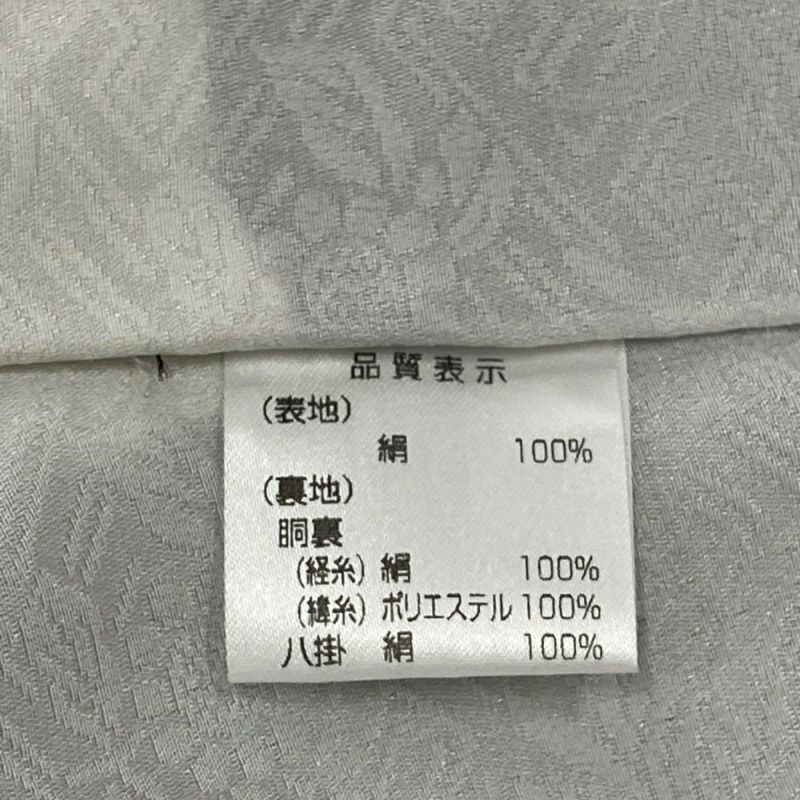 品質表示
(表地)
絹 100%
(裏地)
胴裏
(経糸) 絹 100%
(緯糸) ポリエステル 100%
八掛 絹 100%